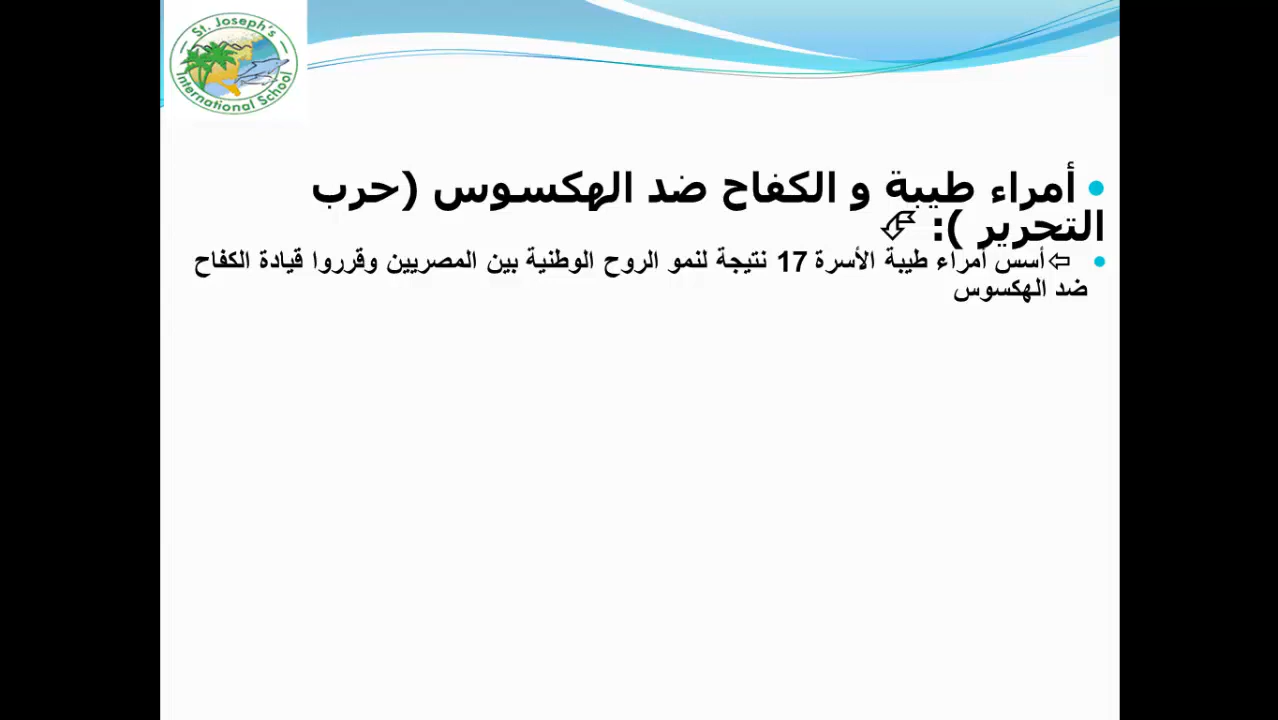 St. Joseph's
International School
• أمراء طيبة و الكفاح ضد الهكسوس (حرب
التحرير ):
• ⇦أسس أمراء طيبة الأسرة 17 نتيجة لنمو الروح الوطنية بين المصريين وقرروا قيادة الكفاح
ضد الهكسوس